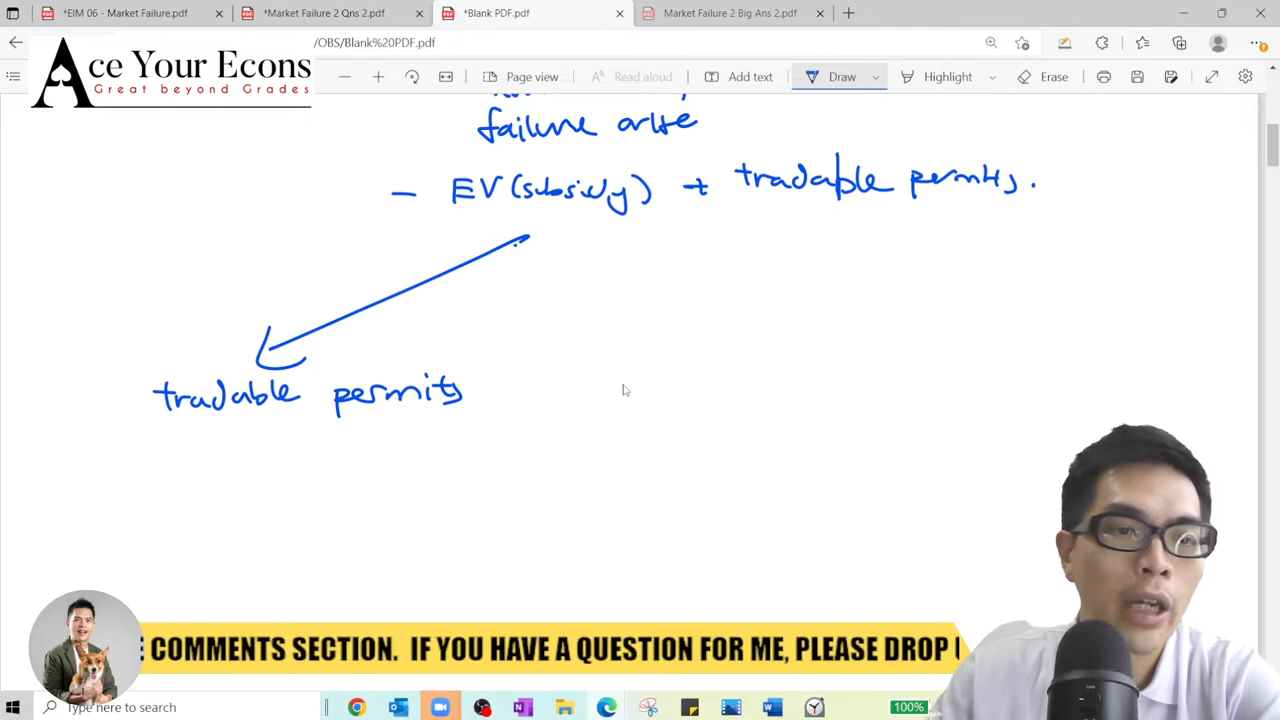 *EIM 06 - Market Failure.pdf
*Market Failure 2 Qns 2.pdf
*Blank PDF.pdf
Market Failure 2 Big Ans 2.pdf
/OBS/Blank%20PDF.pdf
Ace Your Econs
Great beyond Grades
Page view
Read aloud
Add text
Draw
Highlight
Erase
failure arise
- EV (subsidy) + tradable permits.
tradable permits
COMMENTS SECTION. IF YOU HAVE A QUESTION FOR ME, PLEASE DROP
Type here to search
100%